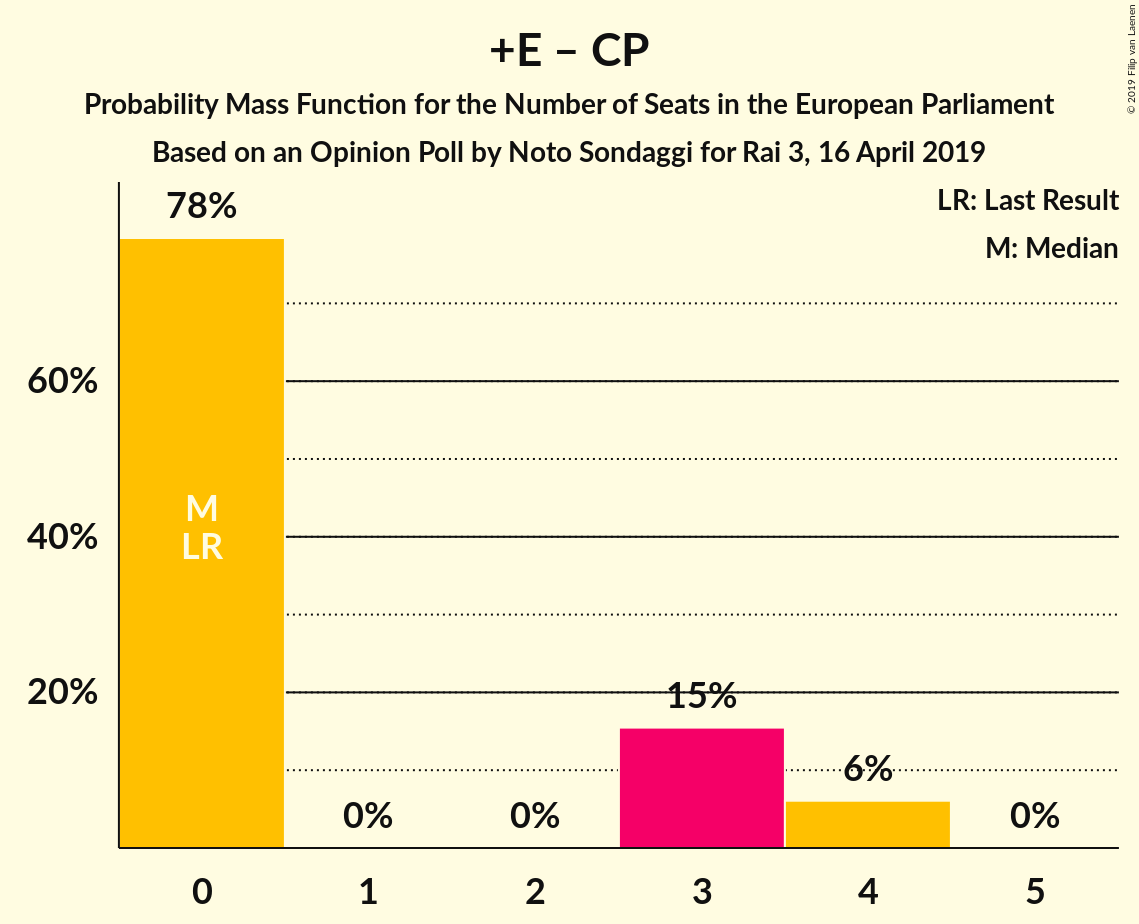 +E – CP
Probability Mass Function for the Number of Seats in the European Parliament
Based on an Opinion Poll by Noto Sondaggi for Rai 3, 16 April 2019
© 2019 Filip van Laenen
LR: Last Result
M: Median
78%
60%
40%
20%
M
LR
0%
0%
15%
6%
0%
0
1
2
3
4
5